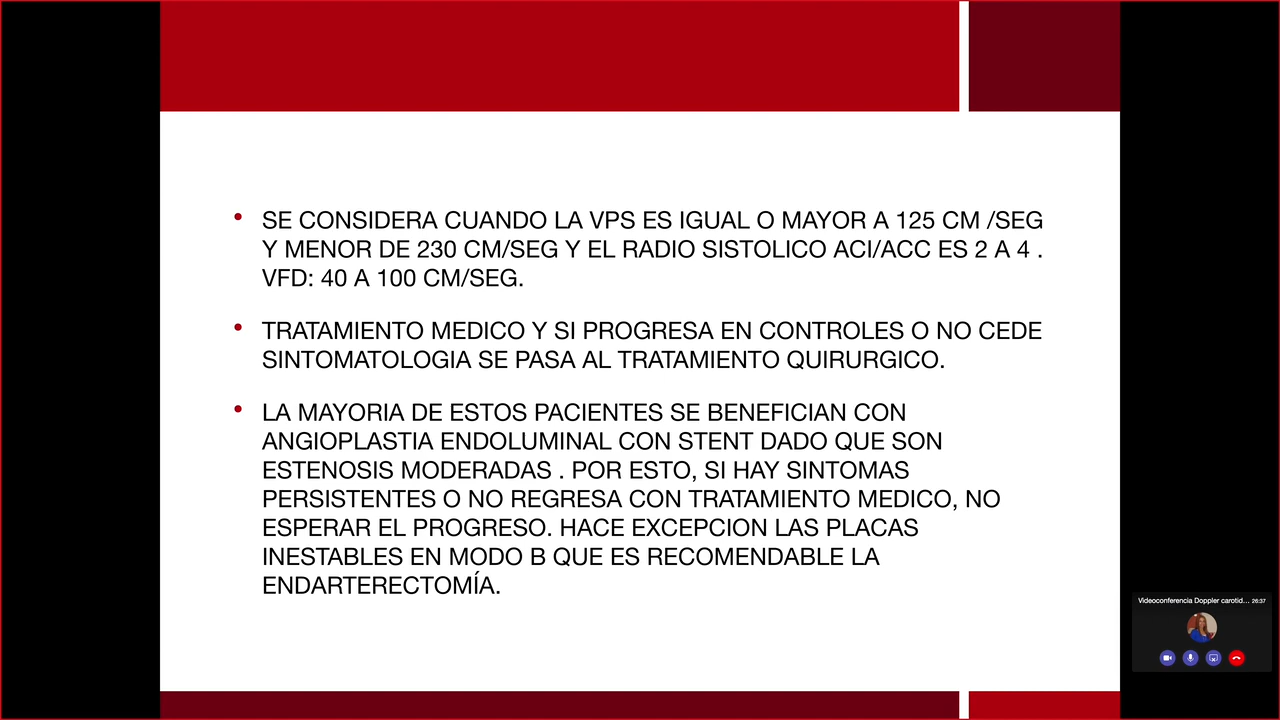 SE CONSIDERA CUANDO LA VPS ES IGUAL O MAYOR A 125 CM /SEG
Y MENOR DE 230 CM/SEG Y EL RADIO SISTOLICO ACI/ACC ES 2 A 4 .
VFD: 40 A 100 CM/SEG.
TRATAMIENTO MEDICO Y SI PROGRESA EN CONTROLES O NO CEDE
SINTOMATOLOGIA SE PASA AL TRATAMIENTO QUIRURGICO.
LA MAYORIA DE ESTOS PACIENTES SE BENEFICIAN CON
ANGIOPLASTIA ENDOLUMINAL CON STENT DADO QUE SON
ESTENOSIS MODERADAS . POR ESTO, SI HAY SINTOMAS
PERSISTENTES O NO REGRESA CON TRATAMIENTO MEDICO, NO
ESPERAR EL PROGRESO. HACE EXCEPCION LAS PLACAS
INESTABLES EN MODO B QUE ES RECOMENDABLE LA
ENDARTERECTOMÍA.
Videoconferencia Doppler carotid... 26:37